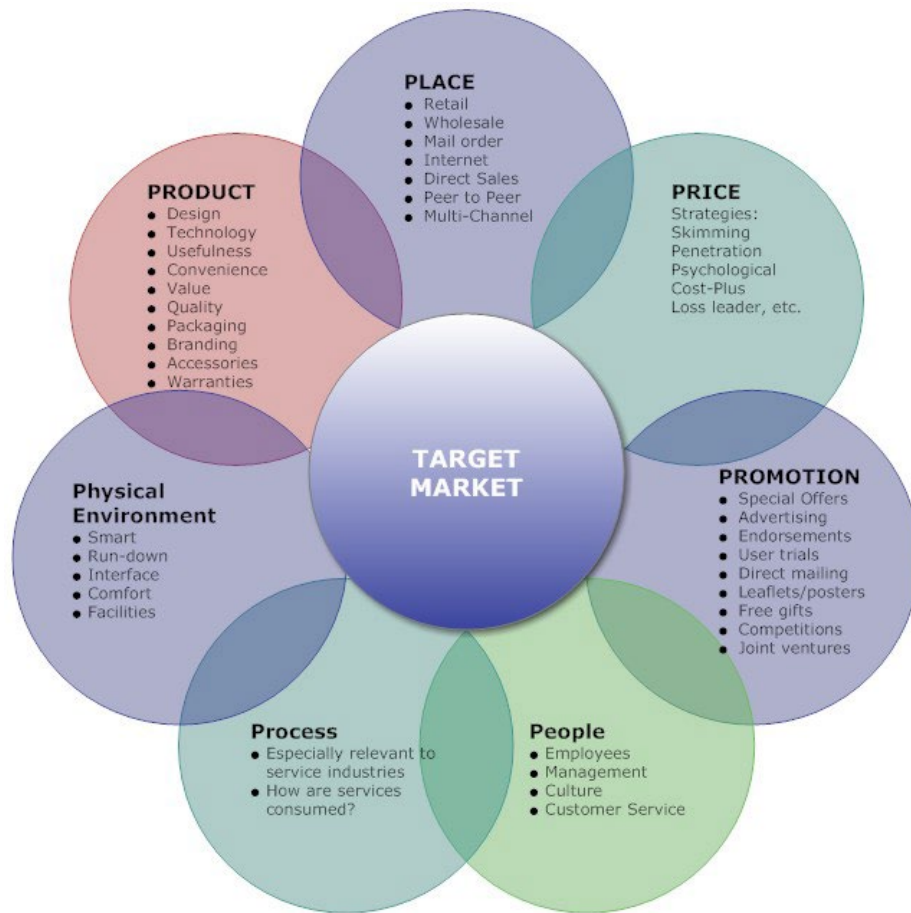 PLACE
● Retail
● Wholesale
● Mail order
● Internet
● Direct Sales
● Peer to Peer
● Multi-Channel
PRODUCT
● Design
● Technology
● Usefulness
● Convenience
● Value
● Quality
● Packaging
● Branding
● Accessories
● Warranties
PRICE
Strategies:
Skimming
Penetration
Psychological
Cost-Plus
Loss leader, etc.
TARGET
MARKET
Physical
Environment
● Smart
● Run-down
● Interface
● Comfort
● Facilities
PROMOTION
● Special Offers
● Advertising
● Endorsements
● User trials
● Direct mailing
● Leaflets/posters
● Free gifts
● Competitions
● Joint ventures
Process
● Especially relevant to
service industries
● How are services
consumed?
People
● Employees
● Management
● Culture
● Customer Service